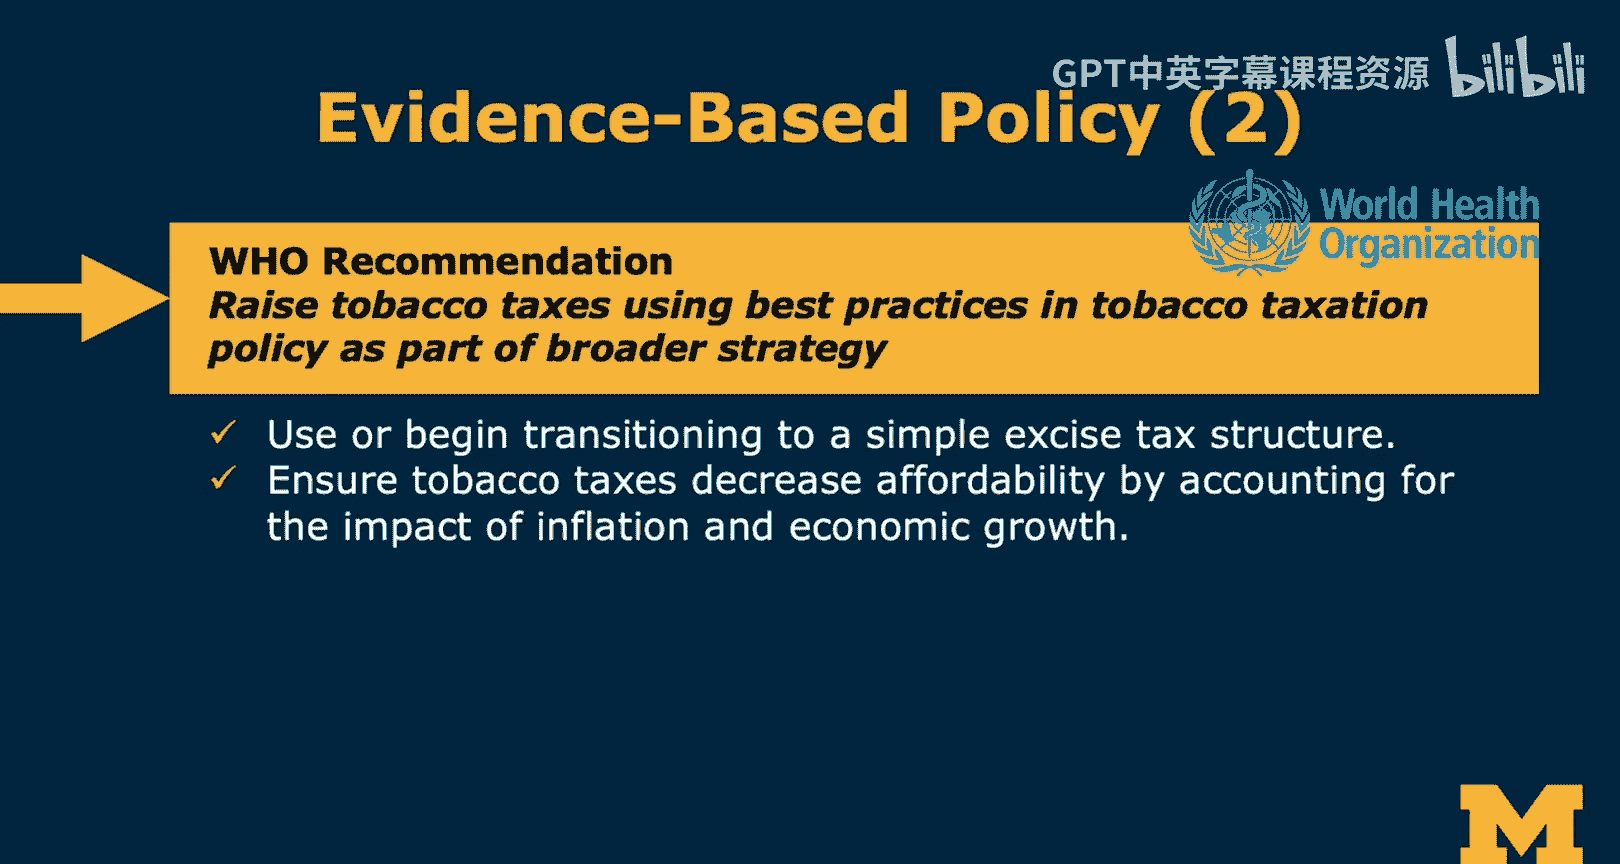 GPT中英字幕课程资源 bilibili
Evidence-Based Policy (2)
World Health
Organization
WHO Recommendation
Raise tobacco taxes using best practices in tobacco taxation
policy as part of broader strategy
✓ Use or begin transitioning to a simple excise tax structure.
✓ Ensure tobacco taxes decrease affordability by accounting for
the impact of inflation and economic growth.
M